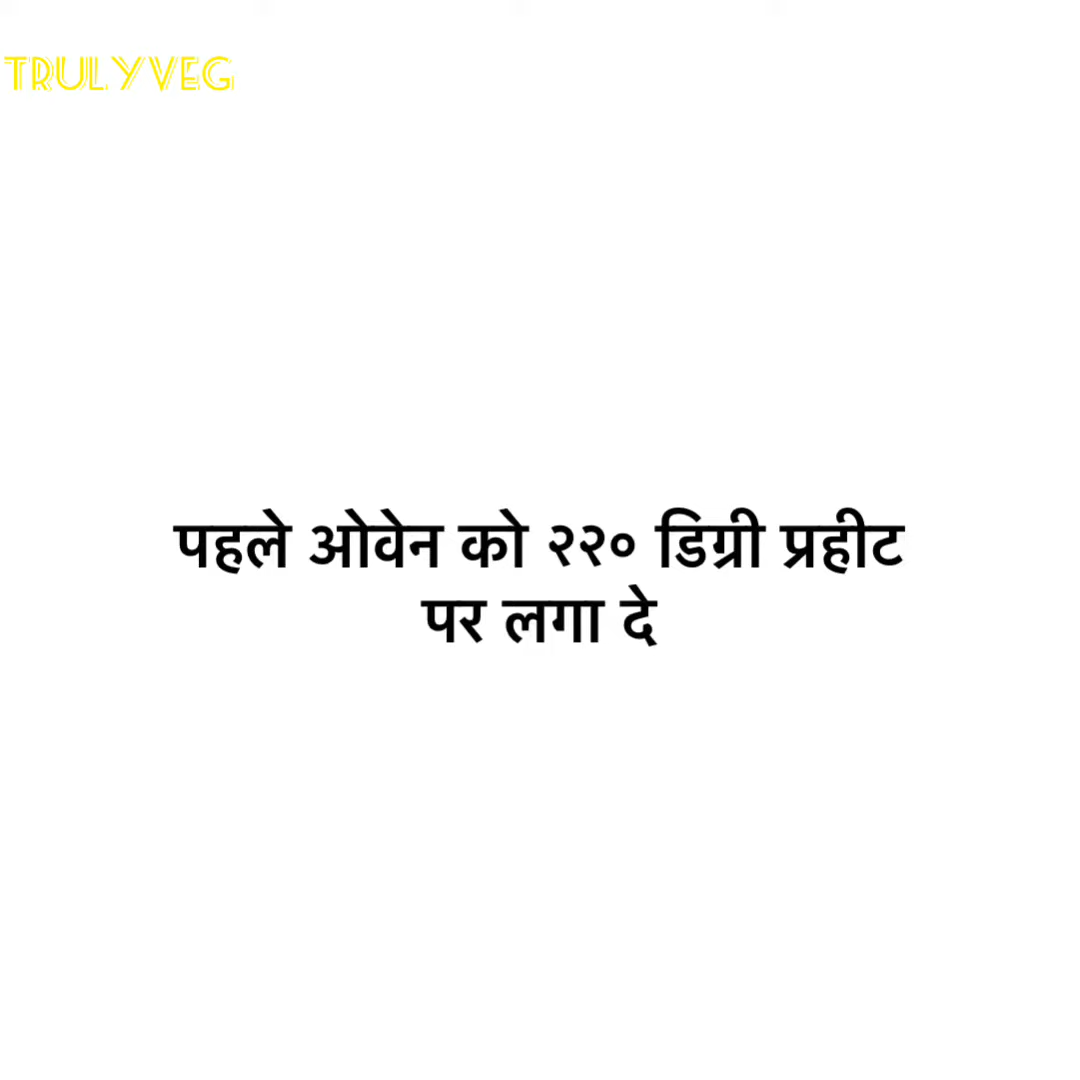 TRULYVEG
पहले ओवेन को २२० डिग्री प्रहीट
पर लगा दे